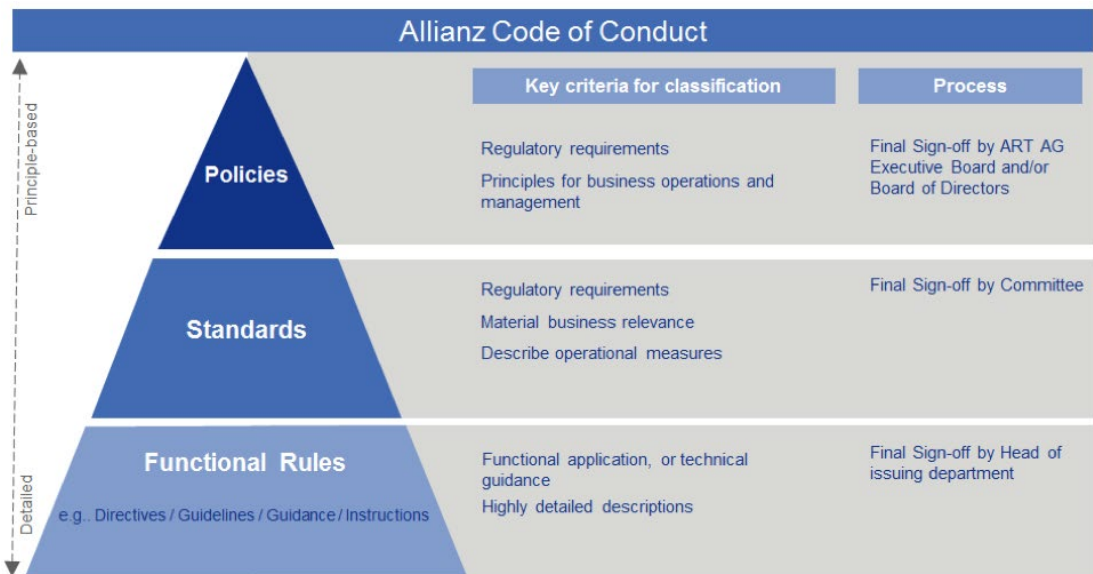 Allianz Code of Conduct
Principle-based
Detailed
Key criteria for classification
Process
Policies
Regulatory requirements
Principles for business operations and
management
Final Sign-off by ART AG
Executive Board and/or
Board of Directors
Standards
Regulatory requirements
Material business relevance
Describe operational measures
Final Sign-off by Committee
Functional Rules
e.g.. Directives / Guidelines / Guidance / Instructions
Functional application, or technical
guidance
Highly detailed descriptions
Final Sign-off by Head of
issuing department